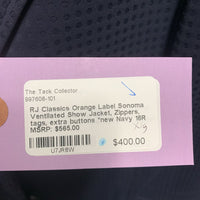 The Tack Collector
997608-101
RJ Classics Orange Label Sonoma
Ventilated Show Jacket, Zippers,
tags, extra buttons *new Navy 16R
MSRP: $565.00
$400.00
U7JR8W